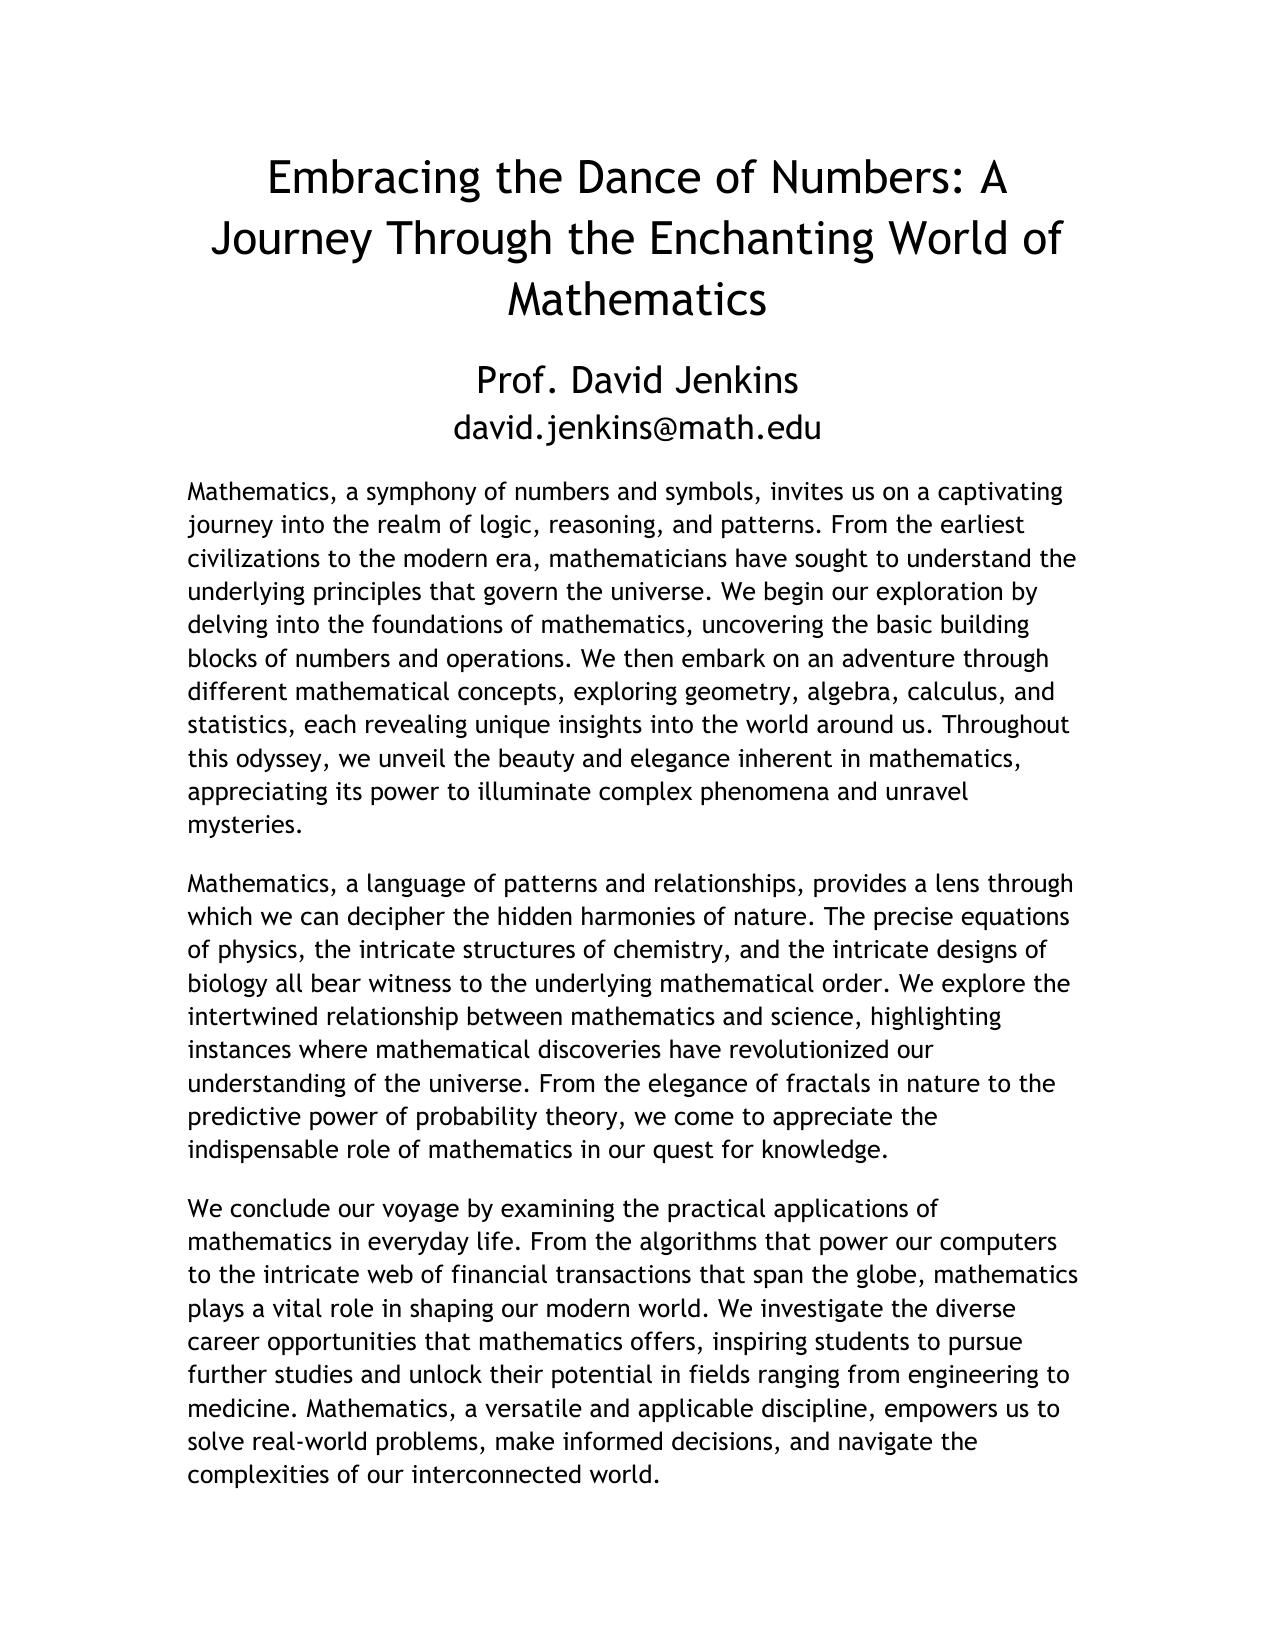 Embracing the Dance of Numbers: A
Journey Through the Enchanting World of
Mathematics
Prof. David Jenkins
david.jenkins@math.edu
Mathematics, a symphony of numbers and symbols, invites us on a captivating
journey into the realm of logic, reasoning, and patterns. From the earliest
civilizations to the modern era, mathematicians have sought to understand the
underlying principles that govern the universe. We begin our exploration by
delving into the foundations of mathematics, uncovering the basic building
blocks of numbers and operations. We then embark on an adventure through
different mathematical concepts, exploring geometry, algebra, calculus, and
statistics, each revealing unique insights into the world around us. Throughout
this odyssey, we unveil the beauty and elegance inherent in mathematics,
appreciating its power to illuminate complex phenomena and unravel
mysteries.
Mathematics, a language of patterns and relationships, provides a lens through
which we can decipher the hidden harmonies of nature. The precise equations
of physics, the intricate structures of chemistry, and the intricate designs of
biology all bear witness to the underlying mathematical order. We explore the
intertwined relationship between mathematics and science, highlighting
instances where mathematical discoveries have revolutionized our
understanding of the universe. From the elegance of fractals in nature to the
predictive power of probability theory, we come to appreciate the
indispensable role of mathematics in our quest for knowledge.
We conclude our voyage by examining the practical applications of
mathematics in everyday life. From the algorithms that power our computers
to the intricate web of financial transactions that span the globe, mathematics
plays a vital role in shaping our modern world. We investigate the diverse
career opportunities that mathematics offers, inspiring students to pursue
further studies and unlock their potential in fields ranging from engineering to
medicine. Mathematics, a versatile and applicable discipline, empowers us to
solve real-world problems, make informed decisions, and navigate the
complexities of our interconnected world.